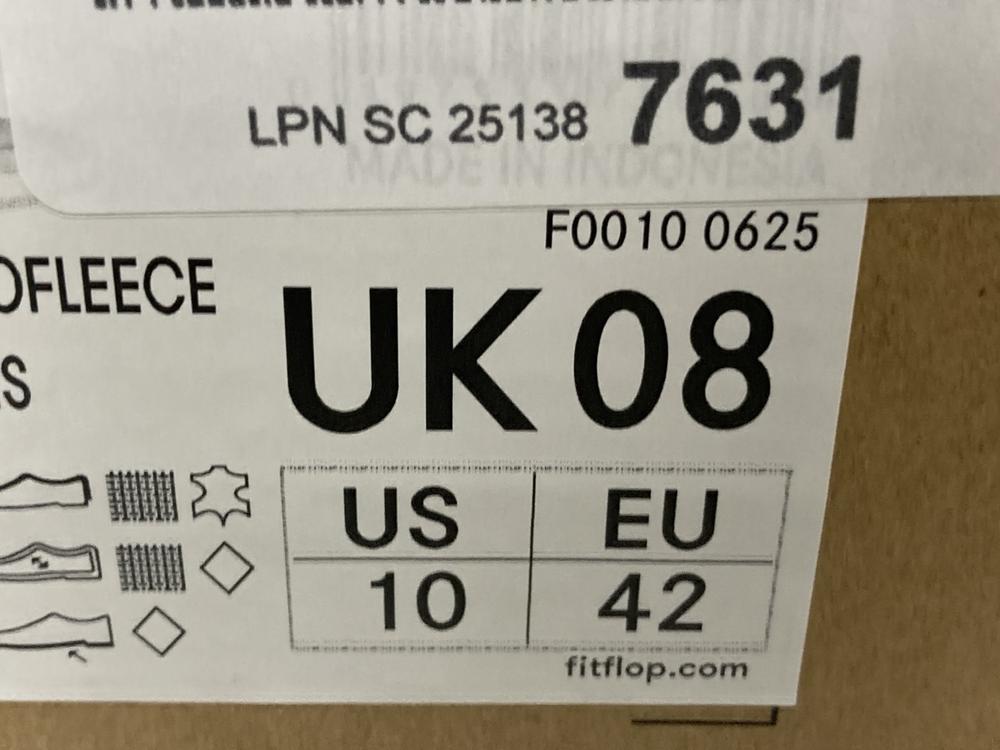 LPN SC 25138 7631
MADE IN INDONESIA
F0010 0625
OFLEECE
UK 08
S
US EU
10 42
fitflop.com